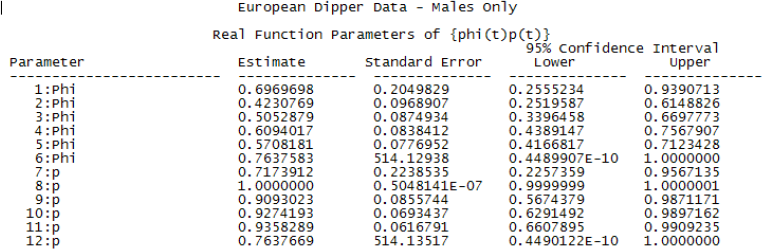 European Dipper Data - Males Only
Real Function Parameters of {phi(t)p(t)}
95% Confidence Interval
Parameter Estimate Standard Error Lower Upper
------------------------- -------------- -------------- -------------- --------------
1:Phi 0.6969698 0.2049829 0.2555234 0.9390713
2:Phi 0.4230769 0.0968907 0.2519587 0.6148826
3:Phi 0.5052879 0.0874934 0.3396458 0.6697773
4:Phi 0.6094017 0.0838412 0.4389147 0.7567907
5:Phi 0.5708181 0.0776952 0.4166817 0.7123428
6:Phi 0.7637583 514.12938 0.4489907E-10 1.0000000
7:p 0.7173912 0.2238535 0.2257359 0.9567135
8:p 1.0000000 0.5048141E-07 0.9999999 1.0000001
9:p 0.9093023 0.0855744 0.5674379 0.9871171
10:p 0.9274193 0.0693437 0.6291492 0.9897162
11:p 0.9358289 0.0616791 0.6607895 0.9909235
12:p 0.7637669 514.13517 0.4490122E-10 1.0000000